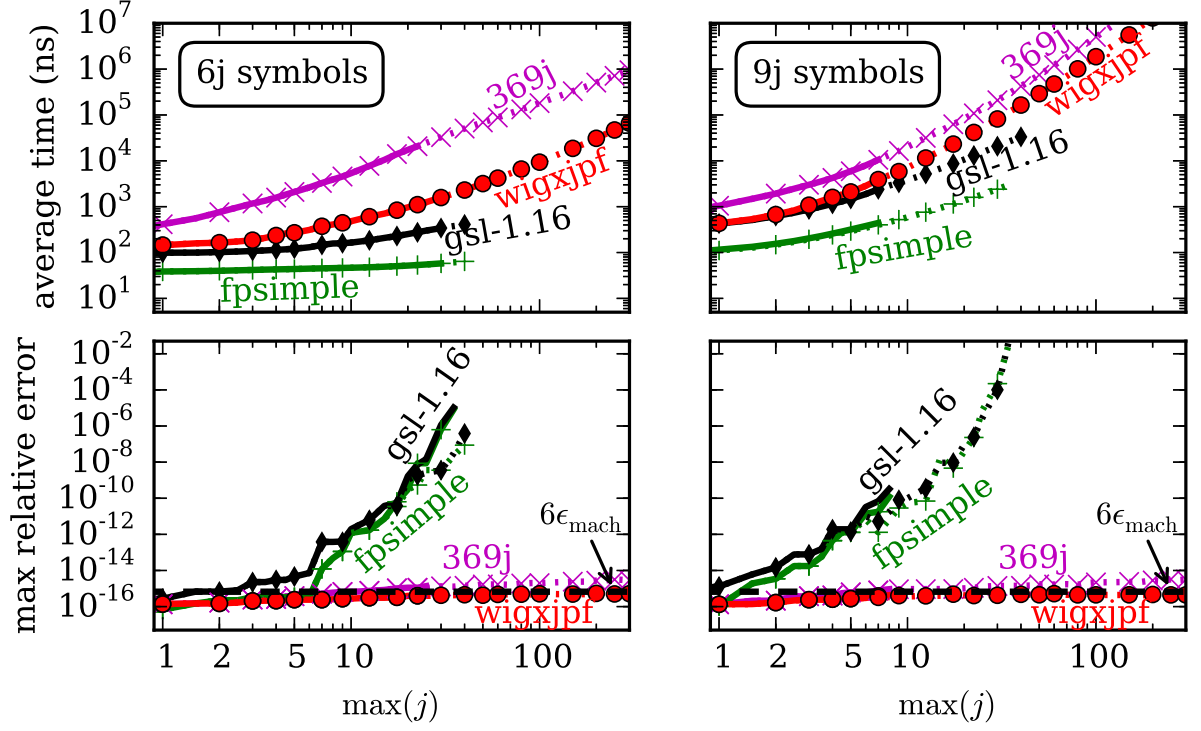 average time (ns)
10^7
10^6
10^5
10^4
10^3
10^2
10^1
6j symbols
369j
wigxjpf
gsl-1.16
fpsimple
9j symbols
369j
wigxjpf
gsl-1.16
fpsimple
max relative error
10^-2
10^-4
10^-6
10^-8
10^-10
10^-12
10^-14
10^-16
gsl-1.16
fpsimple
369j
6ϵ_mach
wigxjpf
gsl-1.16
fpsimple
369j
6ϵ_mach
wigxjpf
1 2 5 10 100
1 2 5 10 100
max(j)
max(j)